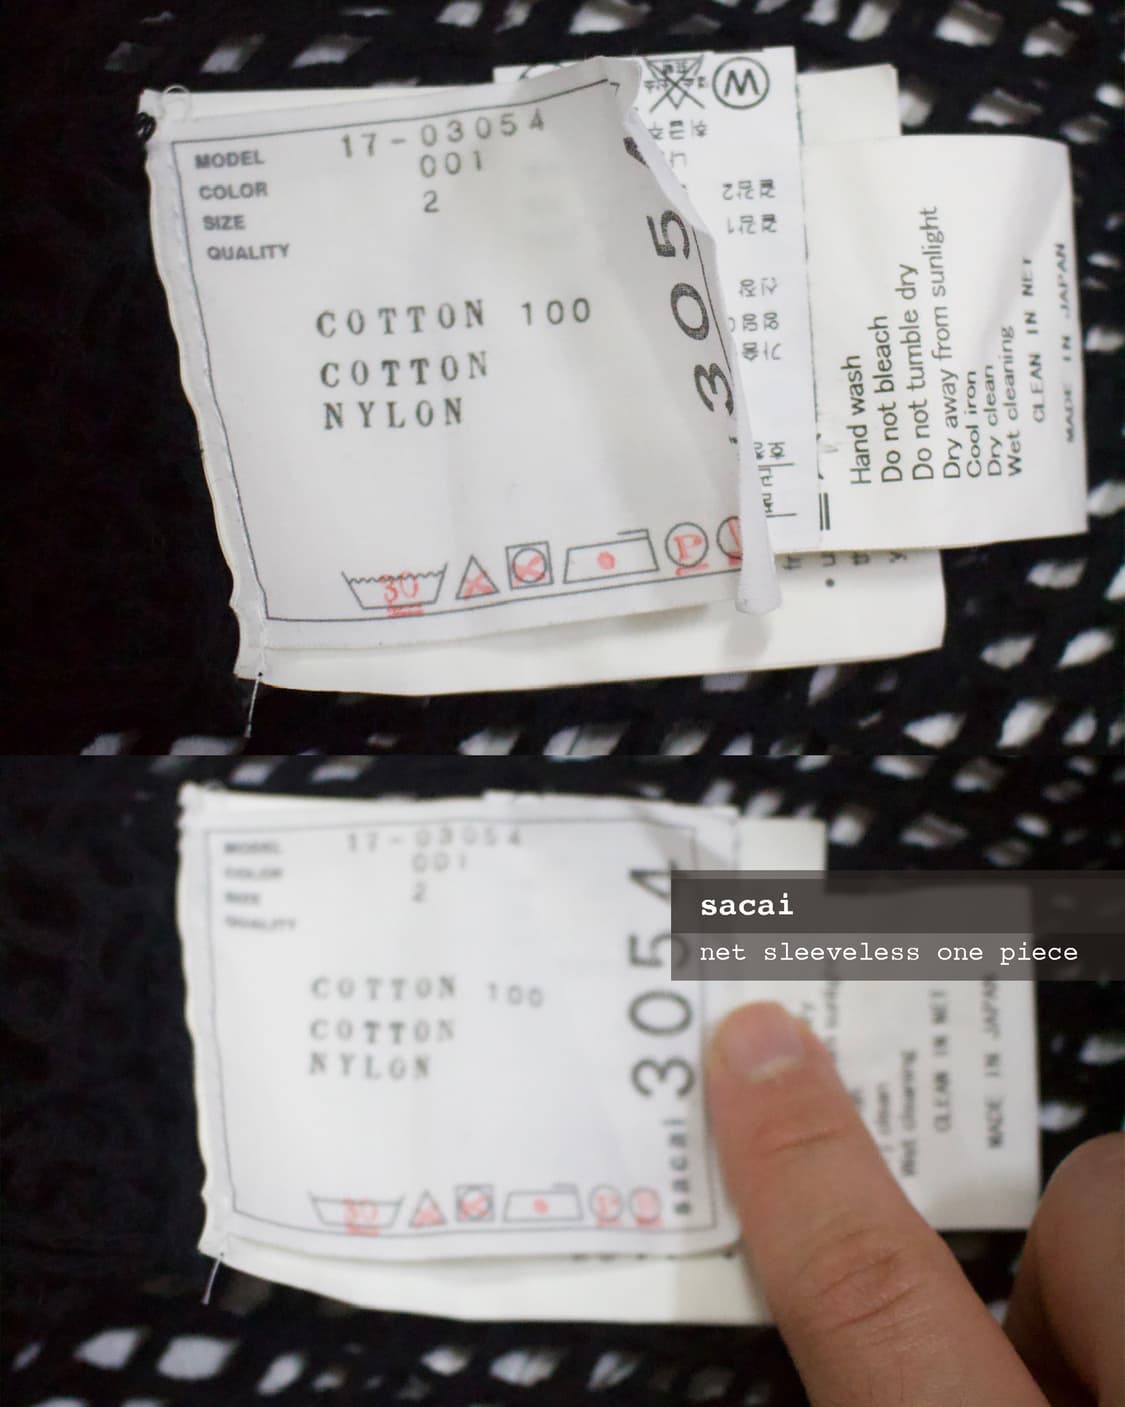 MODEL 17-03054
COLOR 001
SIZE 2
QUALITY
COTTON 100
COTTON
NYLON
30
P
305
W
Hand wash
Do not bleach
Do not tumble dry
Dry away from sunlight
Cool iron
Dry clean
Wet cleaning
CLEAN IN NET
MADE IN JAPAN
MODEL 17-03054
COLOR 001
SIZE 2
QUALITY
COTTON 100
COTTON
NYLON
30
sacai 3054
sacai
net sleeveless one piece
clean
Wet cleaning
CLEAN IN NET
MADE IN JAPAN